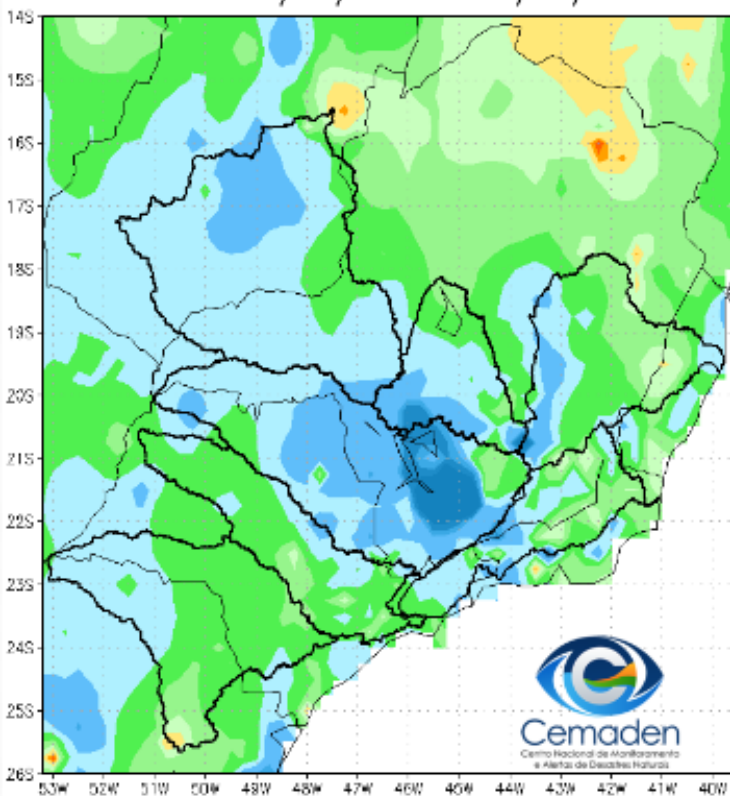 14S
15S
16S
17S
18S
19S
20S
21S
22S
23S
24S
25S
26S
53W 52W 51W 50W 49W 48W 47W 46W 45W 44W 43W 42W 41W 40W
Cemaden
Centro Nacional de Monitoramento
e Alertas de Desastres Naturais